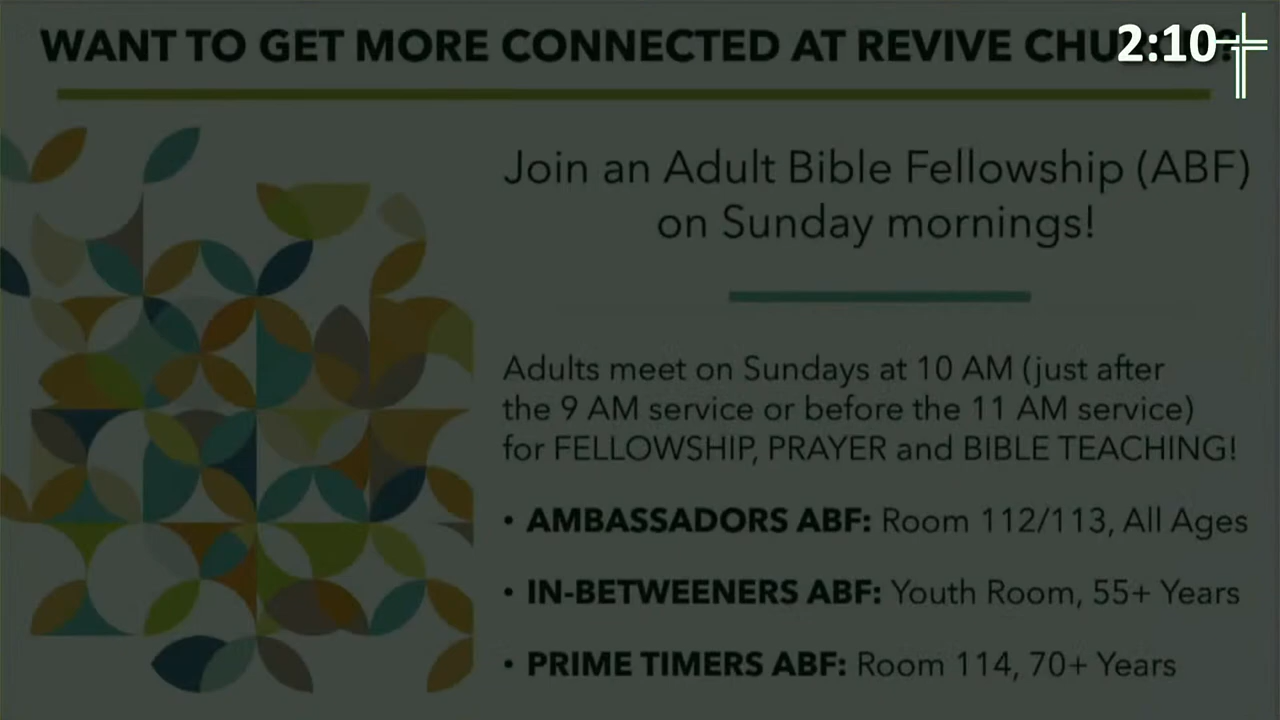 WANT TO GET MORE CONNECTED AT REVIVE CHURCH?
2:10
Join an Adult Bible Fellowship (ABF)
on Sunday mornings!
Adults meet on Sundays at 10 AM (just after
the 9 AM service or before the 11 AM service)
for FELLOWSHIP, PRAYER and BIBLE TEACHING!
• AMBASSADORS ABF: Room 112/113, All Ages
• IN-BETWEENERS ABF: Youth Room, 55+ Years
• PRIME TIMERS ABF: Room 114, 70+ Years